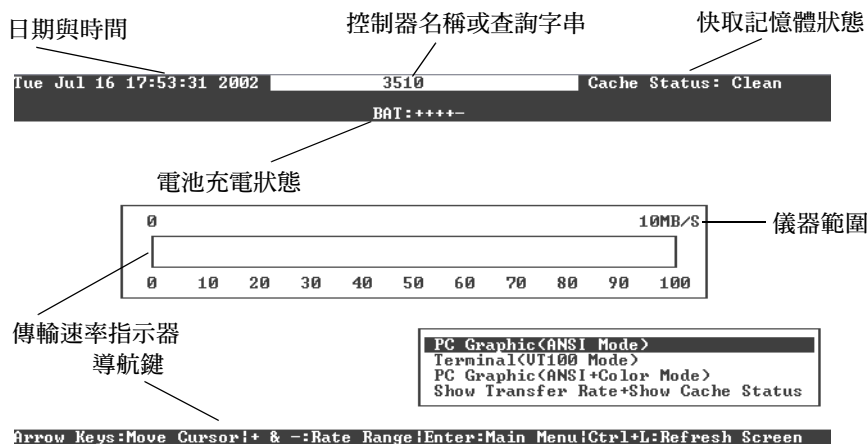 日期與時間 控制器名稱或查詢字串 快取記憶體狀態
Tue Jul 16 17:53:31 2002 3510 Cache Status: Clean
BAT:++++-
電池充電狀態
0 10MB/S 儀器範圍
0 10 20 30 40 50 60 70 80 90 100
傳輸速率指示器
導航鍵
PC Graphic(ANSI Mode)
Terminal(VT100 Mode)
PC Graphic(ANSI+Color Mode)
Show Transfer Rate+Show Cache Status
Arrow Keys:Move Cursor|+ & -:Rate Range|Enter:Main Menu|Ctrl+L:Refresh Screen